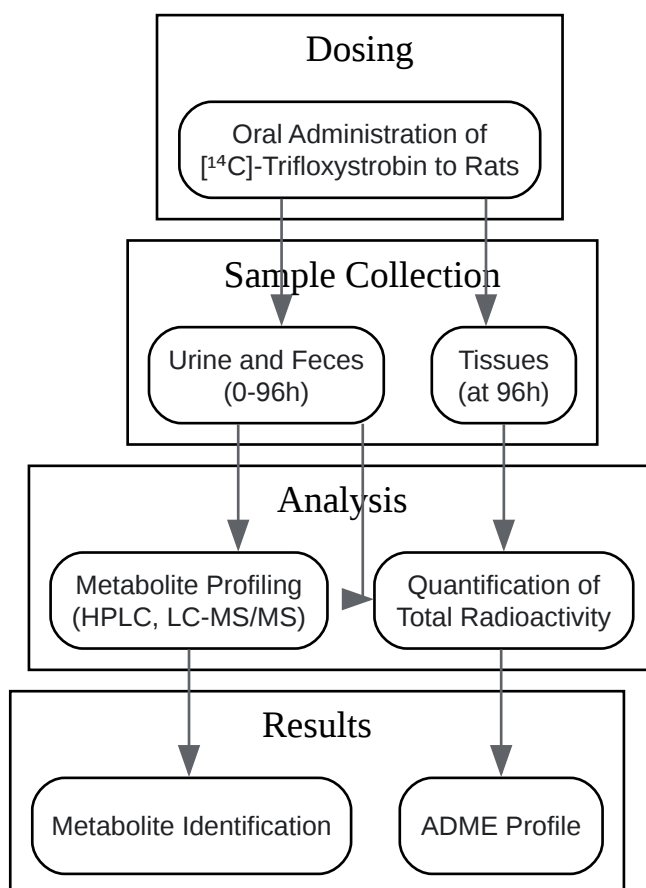 Dosing
Oral Administration of
[¹⁴C]-Trifloxystrobin to Rats
Sample Collection
Urine and Feces
(0-96h)
Tissues
(at 96h)
Analysis
Metabolite Profiling
(HPLC, LC-MS/MS)
Quantification of
Total Radioactivity
Results
Metabolite Identification
ADME Profile